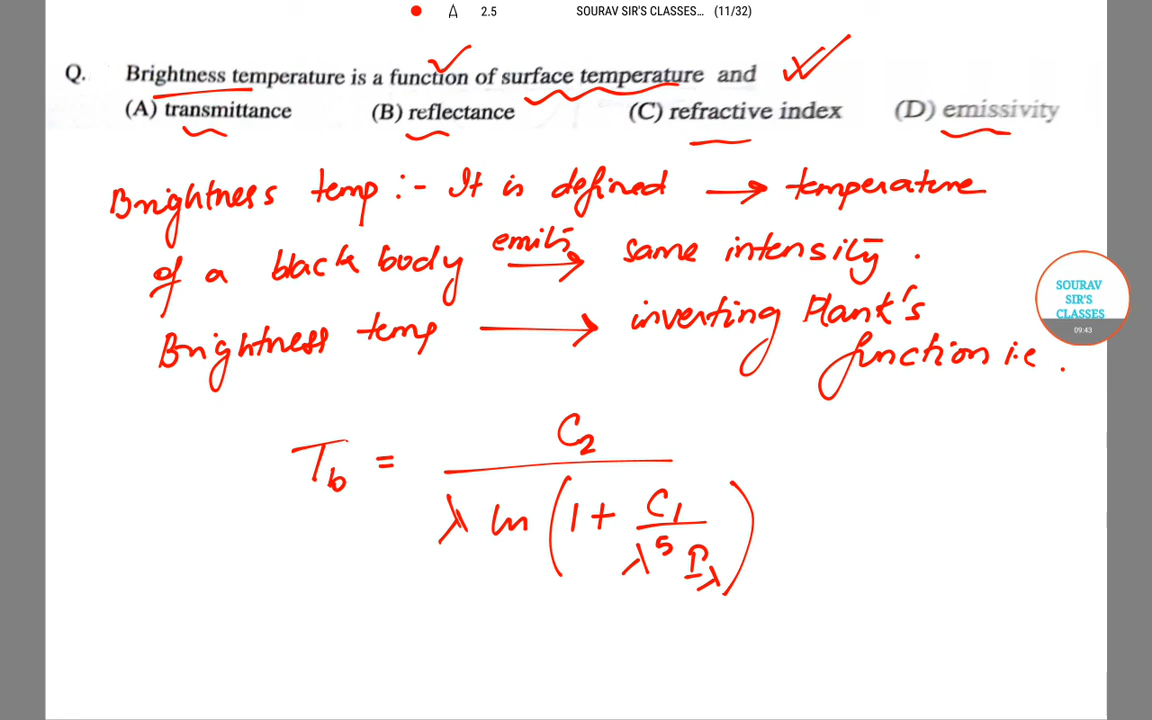 A 2.5 SOURAV SIR'S CLASSES... (11/32)
Q. Brightness temperature is a function of surface temperature and
(A) transmittance (B) reflectance (C) refractive index (D) emissivity
Brightness temp :- It is defined → temperature
of a black body emits → same intensity.
SOURAV
SIR'S
CLASSES
09:43
Brightness temp → inverting Plank's
function i.e.
T_b = C_2 / (λ ln (1 + C_1 / (λ^5 I_λ)))